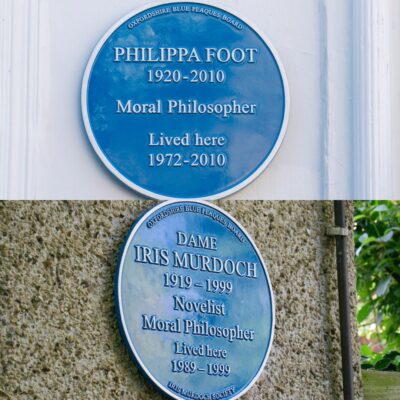 OXFORDSHIRE BLUE PLAQUES BOARD
PHILIPPA FOOT
1920-2010
Moral Philosopher
Lived here
1972-2010
OXFORDSHIRE BLUE PLAQUES BOARD
DAME
IRIS MURDOCH
1919 – 1999
Novelist
Moral Philosopher
Lived here
1989 – 1999
IRIS MURDOCH SOCIETY